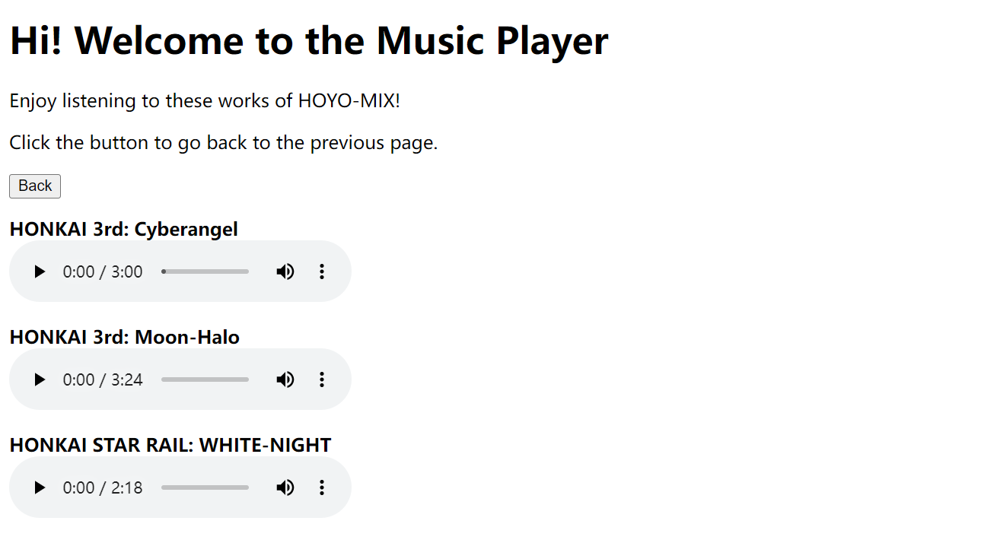 Hi! Welcome to the Music Player
Enjoy listening to these works of HOYO-MIX!
Click the button to go back to the previous page.
Back
HONKAI 3rd: Cyberangel
0:00 / 3:00
HONKAI 3rd: Moon-Halo
0:00 / 3:24
HONKAI STAR RAIL: WHITE-NIGHT
0:00 / 2:18